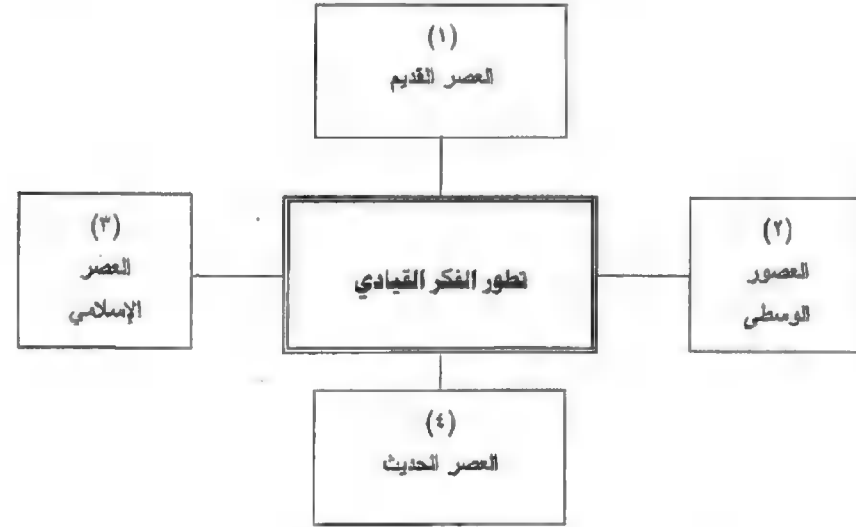 (١)
العصر القديم
(٢)
العصور
الوسطى
تطور الفكر القيادي
(٣)
العصر
الإسلامي
(٤)
العصر الحديث